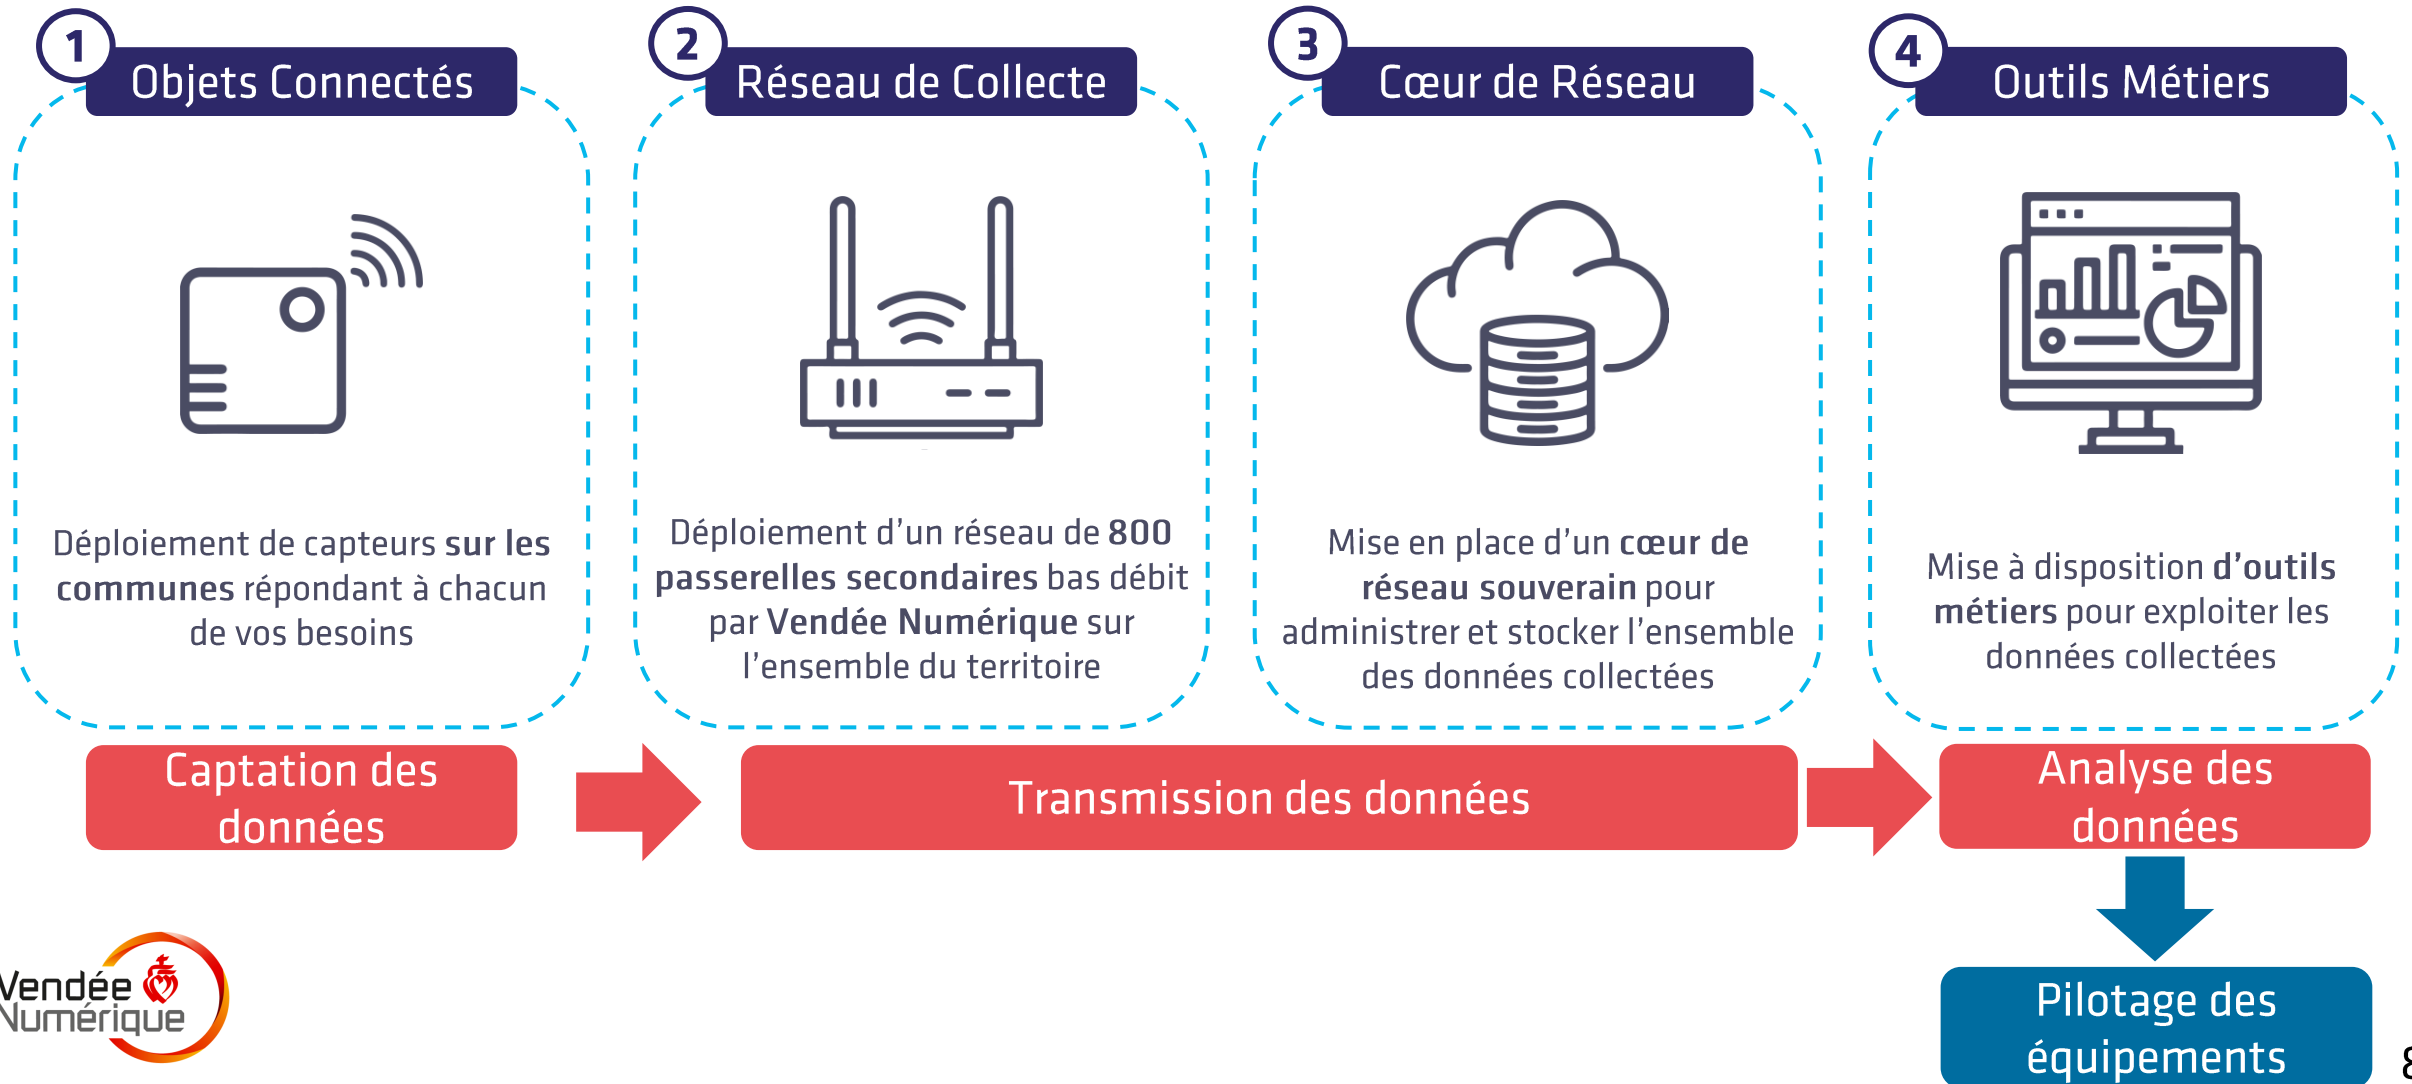 1
Objets Connectés
Déploiement de capteurs sur les
communes répondant à chacun
de vos besoins
2
Réseau de Collecte
Déploiement d’un réseau de 800
passerelles secondaires bas débit
par Vendée Numérique sur
l’ensemble du territoire
3
Cœur de Réseau
Mise en place d’un cœur de
réseau souverain pour
administrer et stocker l’ensemble
des données collectées
4
Outils Métiers
Mise à disposition d’outils
métiers pour exploiter les
données collectées
Captation des
données
Transmission des données
Analyse des
données
Pilotage des
équipements
Vendée
Numérique